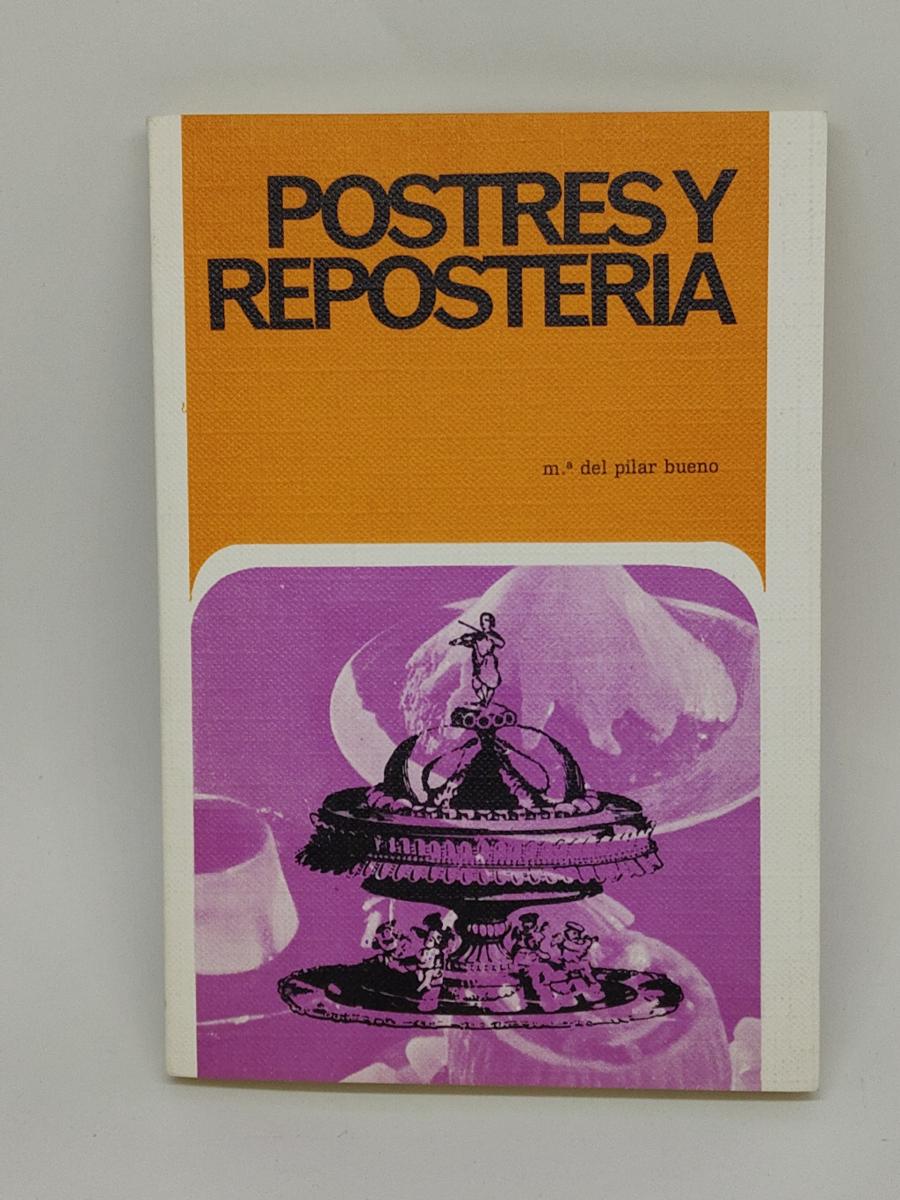 POSTRES Y
REPOSTERIA
m.ª del pilar bueno